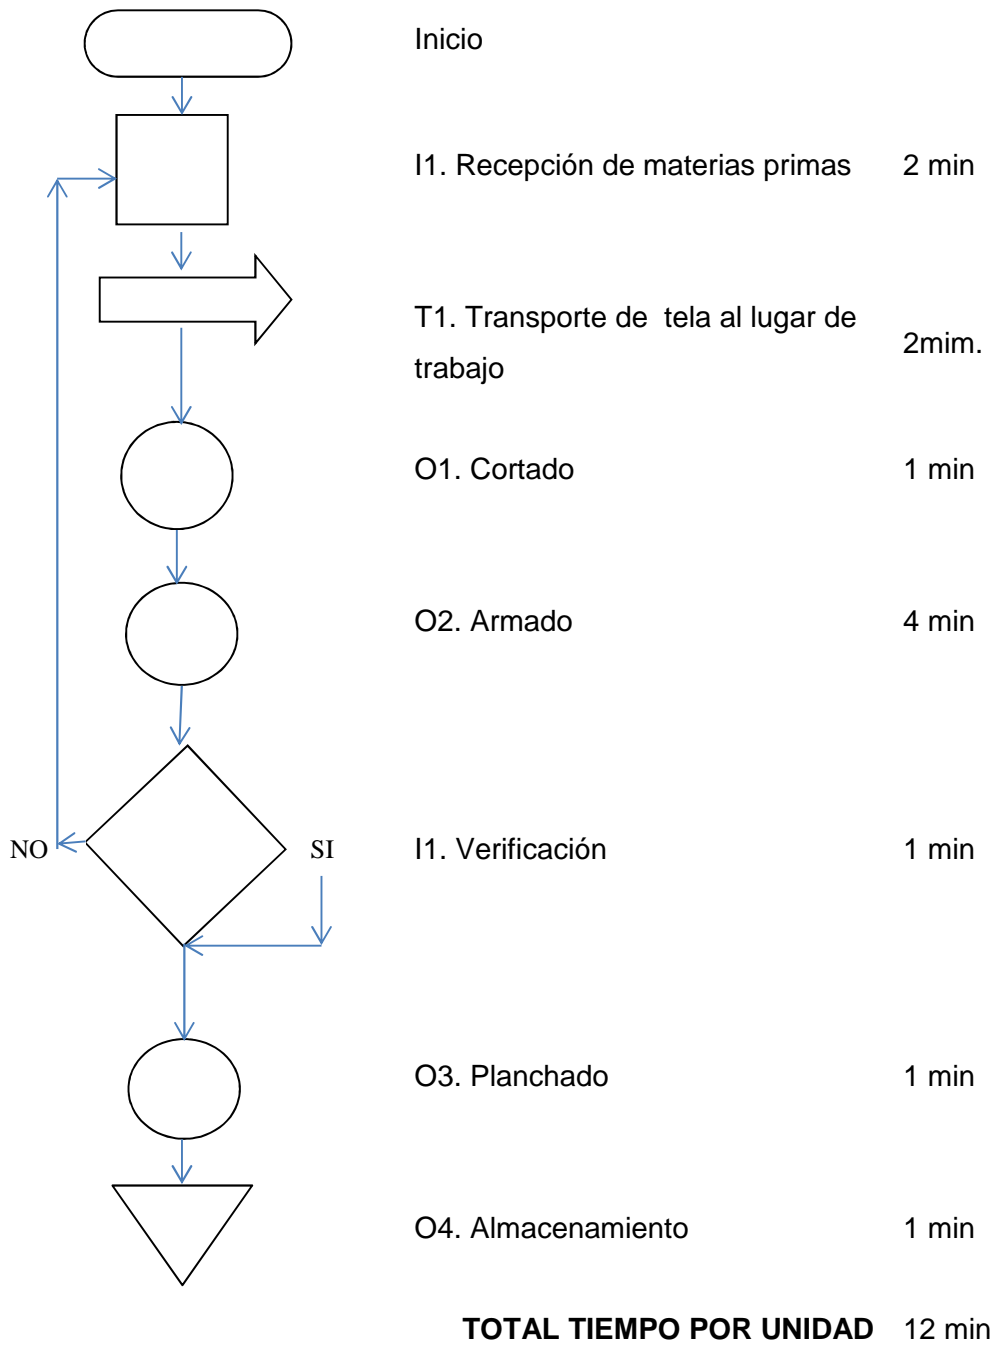 Inicio
I1. Recepción de materias primas 2 min
T1. Transporte de tela al lugar de
trabajo
2mim.
O1. Cortado 1 min
O2. Armado 4 min
NO
SI
I1. Verificación 1 min
O3. Planchado 1 min
O4. Almacenamiento 1 min
TOTAL TIEMPO POR UNIDAD 12 min